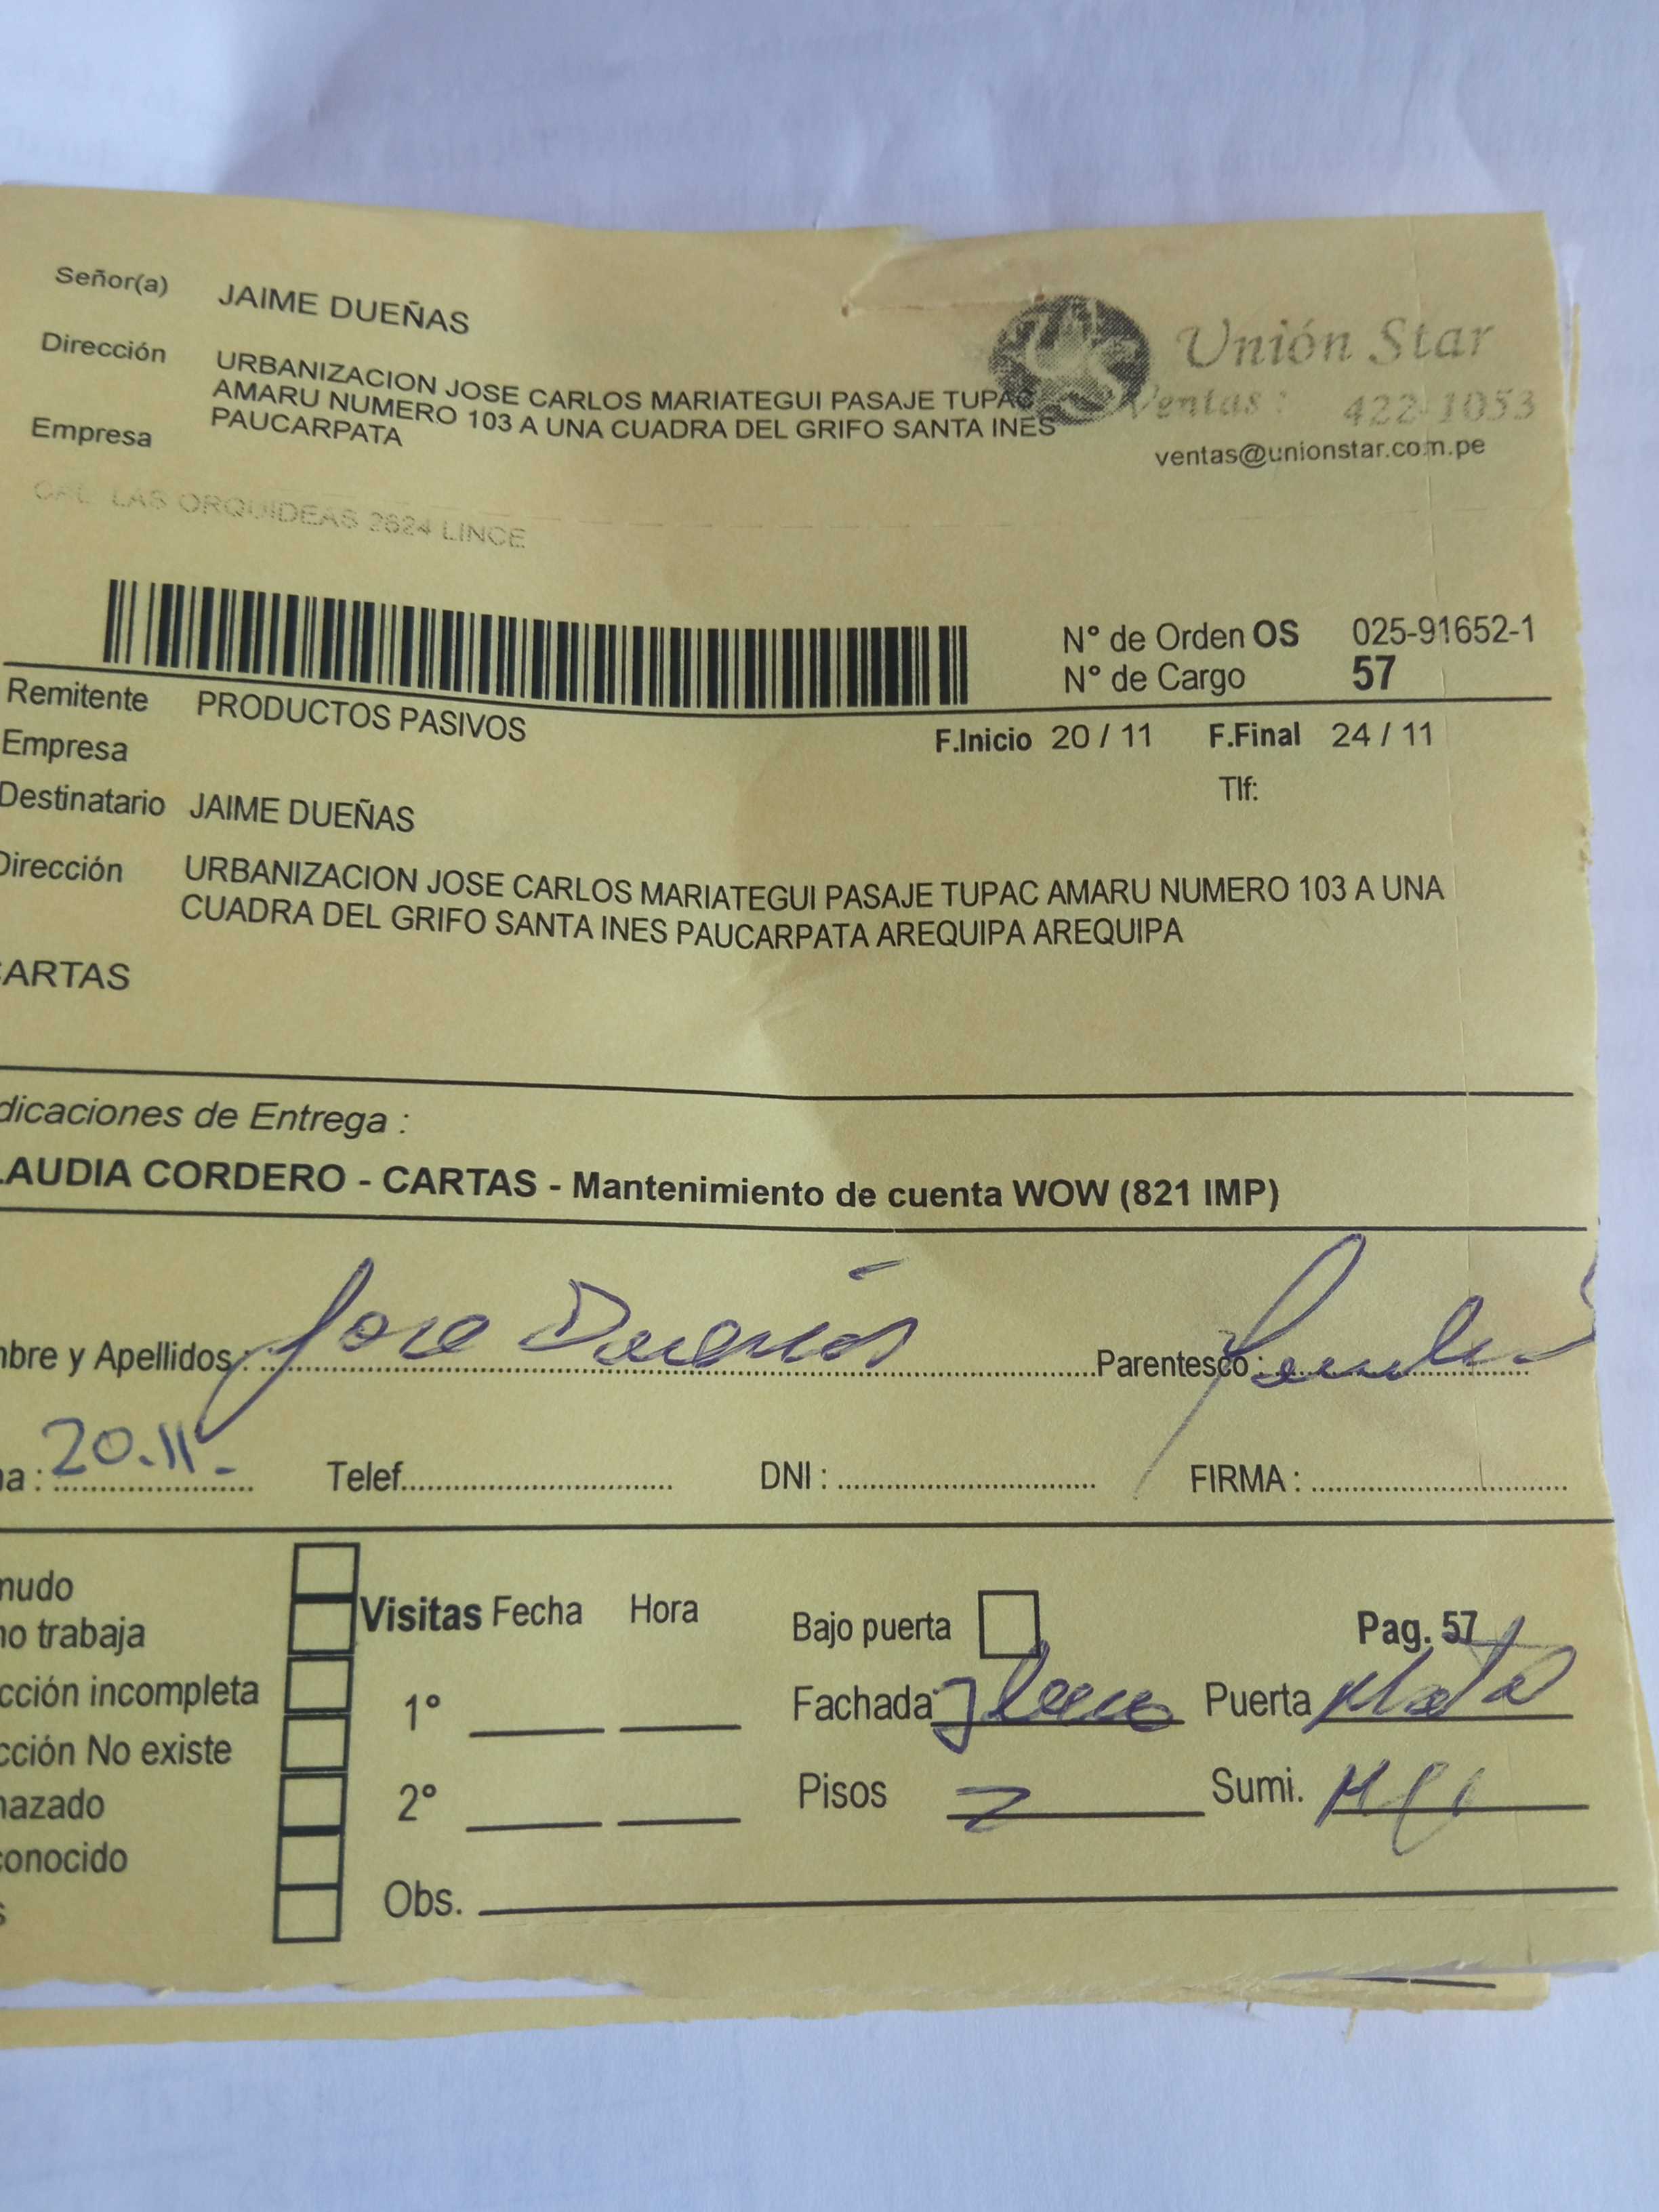 Señor(a) JAIME DUEÑAS
Unión Star
Dirección URBANIZACION JOSE CARLOS MARIATEGUI PASAJE TUPAC
AMARU NUMERO 103 A UNA CUADRA DEL GRIFO SANTA INES
PAUCARPATA
Ventas : 422 1053
Empresa
ventas@unionstar.com.pe
LAS ORQUIDEAS 2624 LINCE
N° de Orden OS 025-91652-1
N° de Cargo 57
Remitente PRODUCTOS PASIVOS
F.Inicio 20 / 11 F.Final 24 / 11
Empresa
Tlf:
Destinatario JAIME DUEÑAS
Dirección URBANIZACION JOSE CARLOS MARIATEGUI PASAJE TUPAC AMARU NUMERO 103 A UNA
CUADRA DEL GRIFO SANTA INES PAUCARPATA AREQUIPA AREQUIPA
ARTAS
dicaciones de Entrega :
LAUDIA CORDERO - CARTAS - Mantenimiento de cuenta WOW (821 IMP)
bre y Apellidos : Jose Dueñas Parentesco :
a : 20.11- Telef. DNI : FIRMA :
mudo
no trabaja
cción incompleta
cción No existe
hazado
conocido
s
Visitas Fecha Hora
1°
2°
Obs.
Bajo puerta Pag. 57
Fachada Puerta
Pisos 2 Sumi.